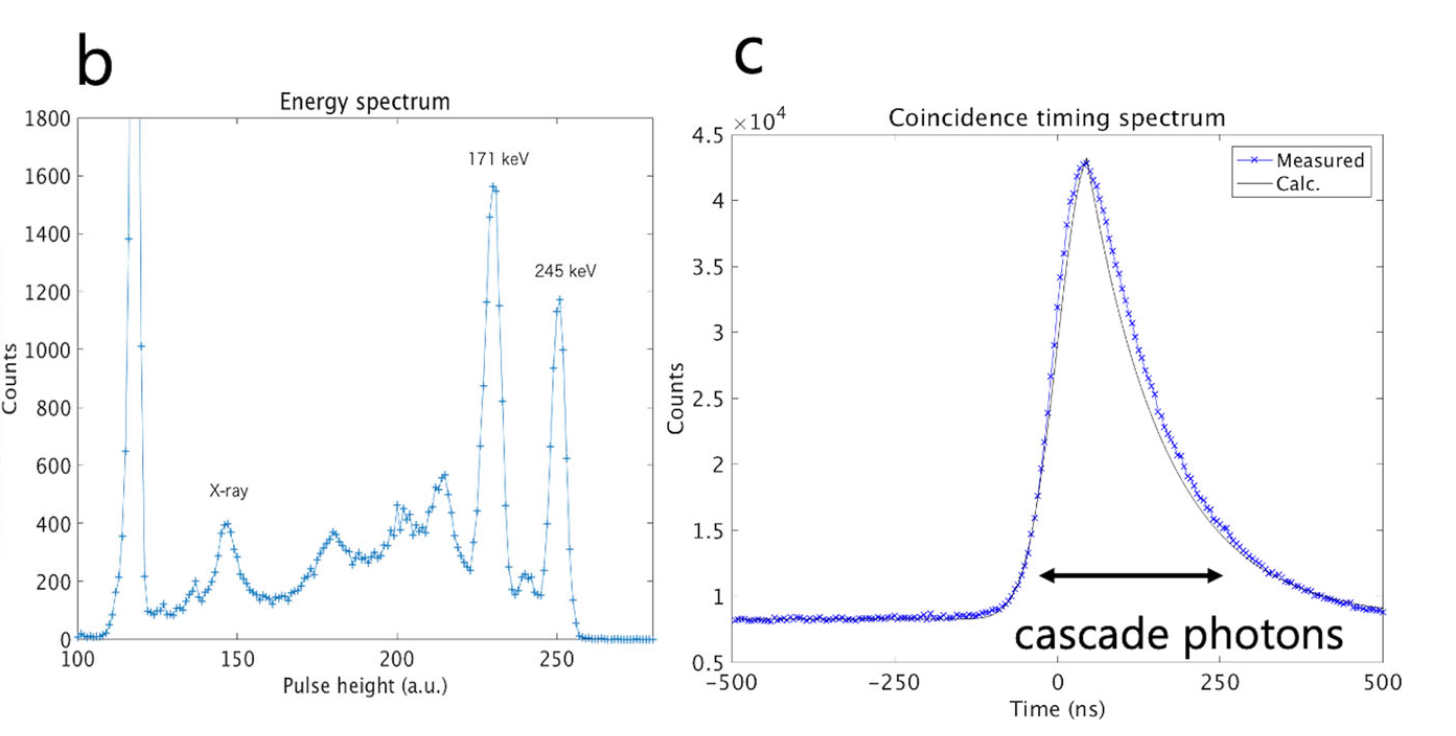 b
Energy spectrum
1800
1600
1400
1200
1000
800
600
400
200
0
Counts
171 keV
245 keV
X-ray
100
150
200
250
Pulse height (a.u.)
c
Coincidence timing spectrum
×10⁴
4.5
4
3.5
3
2.5
2
1.5
1
0.5
Counts
Measured
Calc.
cascade photons
-500
-250
0
250
500
Time (ns)